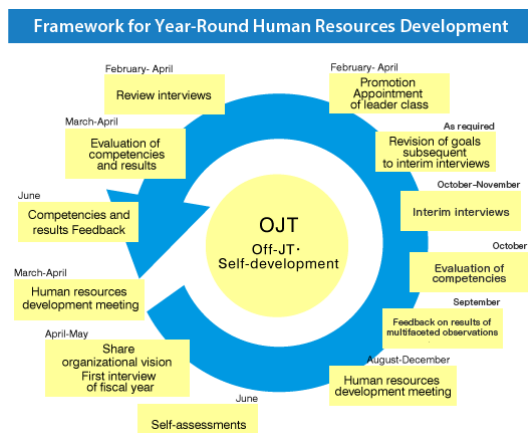 Framework for Year-Round Human Resources Development
February- April
Review interviews
February- April
Promotion
Appointment
of leader class
March-April
Evaluation of
competencies
and results
As required
Revision of goals
subsequent
to interim interviews
June
Competencies and
results Feedback
October-November
Interim interviews
OJT
Off-JT·
Self-development
October
Evaluation of
competencies
March-April
Human resources
development meeting
September
Feedback on results of
multifaceted observations
April-May
Share
organizational vision
First interview
of fiscal year
August-December
Human resources
development meeting
June
Self-assessments